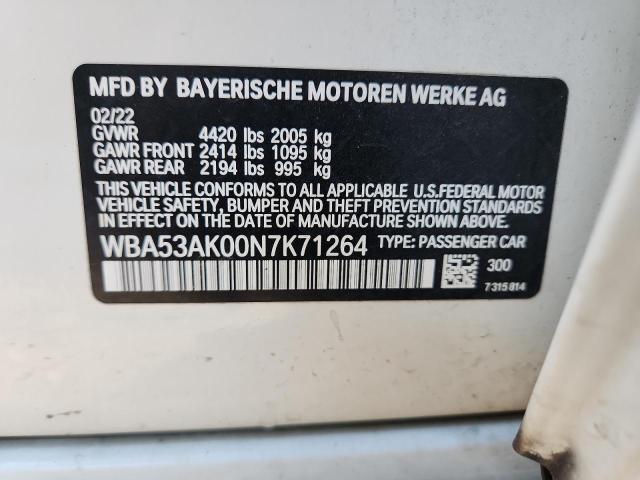 MFD BY BAYERISCHE MOTOREN WERKE AG
02/22
GVWR 4420 lbs 2005 kg
GAWR FRONT 2414 lbs 1095 kg
GAWR REAR 2194 lbs 995 kg
THIS VEHICLE CONFORMS TO ALL APPLICABLE U.S.FEDERAL MOTOR
VEHICLE SAFETY, BUMPER AND THEFT PREVENTION STANDARDS
IN EFFECT ON THE DATE OF MANUFACTURE SHOWN ABOVE.
WBA53AK00N7K71264 TYPE: PASSENGER CAR
300
7315814